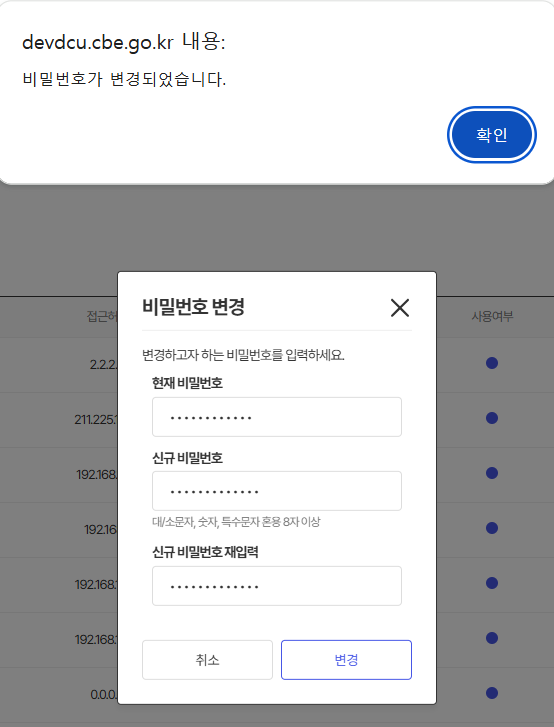 devdcu.cbe.go.kr 내용:
비밀번호가 변경되었습니다.
확인
비밀번호 변경
접근허
사용여부
변경하고자 하는 비밀번호를 입력하세요.
2.2.2.
현재 비밀번호
211.225.1
신규 비밀번호
192.168.
대/소문자, 숫자, 특수문자 혼용 8자 이상
192.16
신규 비밀번호 재입력
192.168.1
192.168.1
취소
변경
0.0.0.